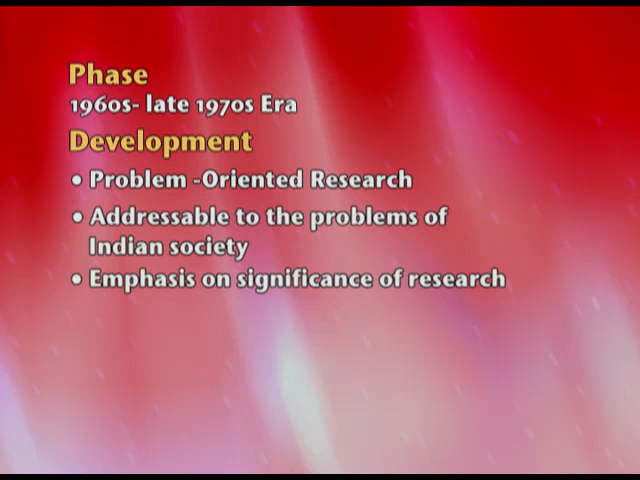 Phase
1960s- late 1970s Era
Development
• Problem -Oriented Research
• Addressable to the problems of
Indian society
• Emphasis on significance of research